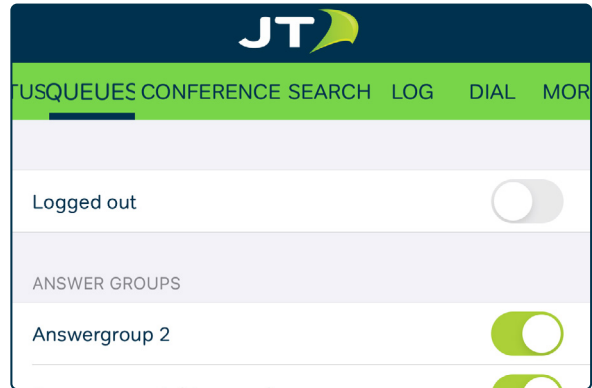 JT
TUSQUEUES CONFERENCE SEARCH LOG DIAL MOR
Logged out
ANSWER GROUPS
Answergroup 2